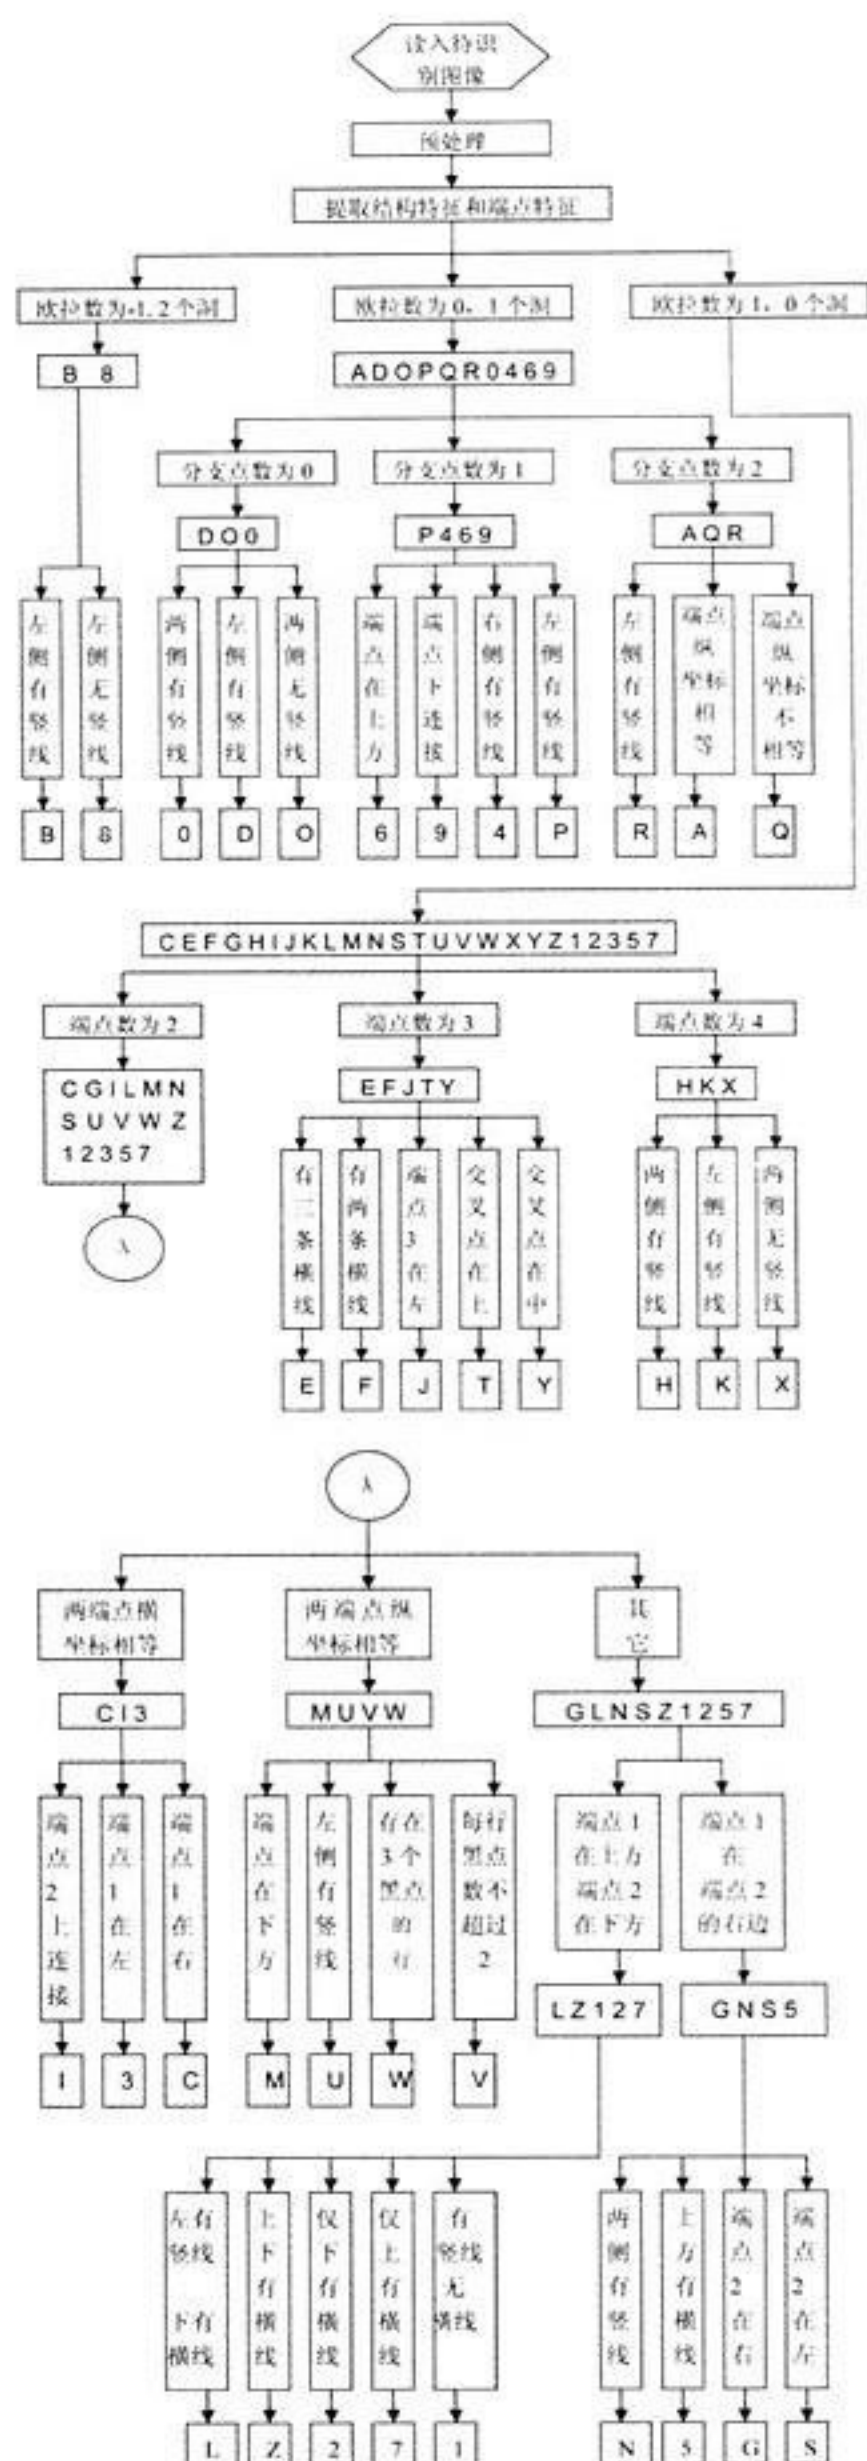 读入待识
别图像
预处理
提取结构特征和端点特征
欧拉数为-1，2个洞
欧拉数为0，1个洞
欧拉数为1，0个洞
B 8
ADOPQR0469
分支点数为0
分支点数为1
分支点数为2
DO0
P469
AQR
左侧有竖线
左侧无竖线
两侧有竖线
左侧有竖线
两侧无竖线
端点在上方
端点下连接
右侧有竖线
左侧有竖线
左侧有竖线
端点纵坐标相等
端点纵坐标不相等
B
8
0
D
O
6
9
4
P
R
A
Q
CEFGHIJKLMNSTUVWXYZ12357
端点数为2
端点数为3
端点数为4
CGILMN
SUVWZ
12357
EFJTY
HKX
有三条横线
有两条横线
端点3在左
交叉点在上
交叉点在中
两侧有竖线
左侧有竖线
两侧无竖线
E
F
J
T
Y
H
K
X
两端点横
坐标相等
两端点纵
坐标相等
其
它
CI3
MUVW
GLNSZ1257
端点2上连接
端点1在左
端点1在右
端点在下方
左侧有竖线
存在
3个
黑点
的
行
每行
黑点
数不
超过
2
端点1
在上方
端点2
在下方
端点1
在
端点2
的右边
LZ127
GNS5
I
3
C
M
U
W
V
左有
竖线
下有
横线
上下有横线
仅下有横线
仅上有横线
有
竖线
无
横线
两侧有竖线
上方有横线
端点2在右
端点2在左
L
Z
2
7
1
N
5
G
S